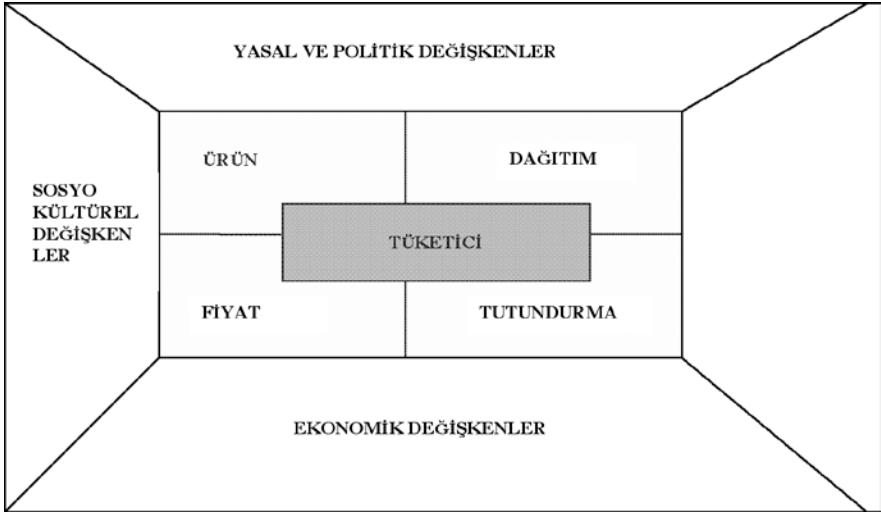 YASAL VE POLİTİK DEĞİŞKENLER
ÜRÜN
DAĞITIM
SOSYO
KÜLTÜREL
DEĞİŞKEN
LER
TÜKETİCİ
FİYAT
TUTUNDURMA
EKONOMİK DEĞİŞKENLER